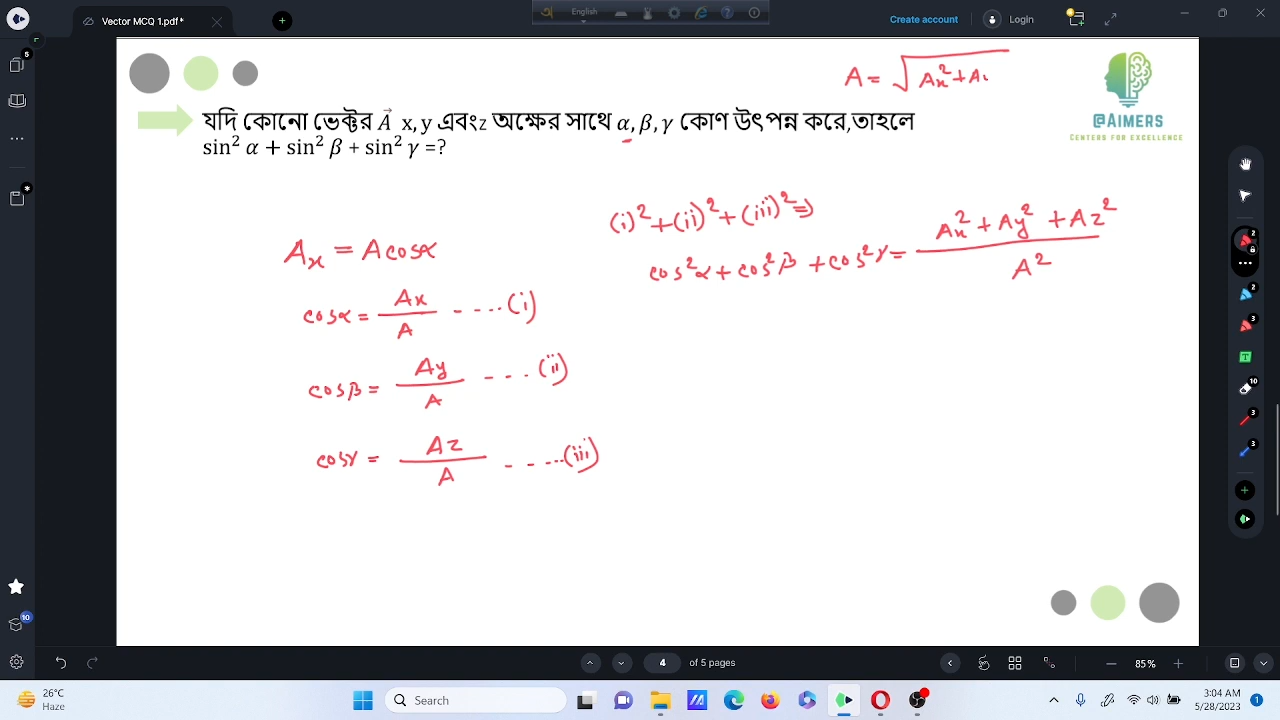 Vector MCQ 1.pdf*
Create account
Login
A = √Ax² + A
যদি কোনো ভেক্টর A⃗ x, y এবংz অক্ষের সাথে α, β, γ কোণ উৎপন্ন করে,তাহলে
sin² α + sin² β + sin² γ =?
@AIMERS
CENTERS FOR EXCELLENCE
(i)² + (ii)² + (iii)² ⇒
cos²α + cos²β + cos²γ = (Ax² + Ay² + Az²) / A²
Ax = A cosα
cosα = Ax / A - - - - - (i)
cosβ = Ay / A - - - - (ii)
cosγ = Az / A - - - - - (iii)
4 of 5 pages
85%
26°C
Haze
Search
3:04 AM
5/28/2023